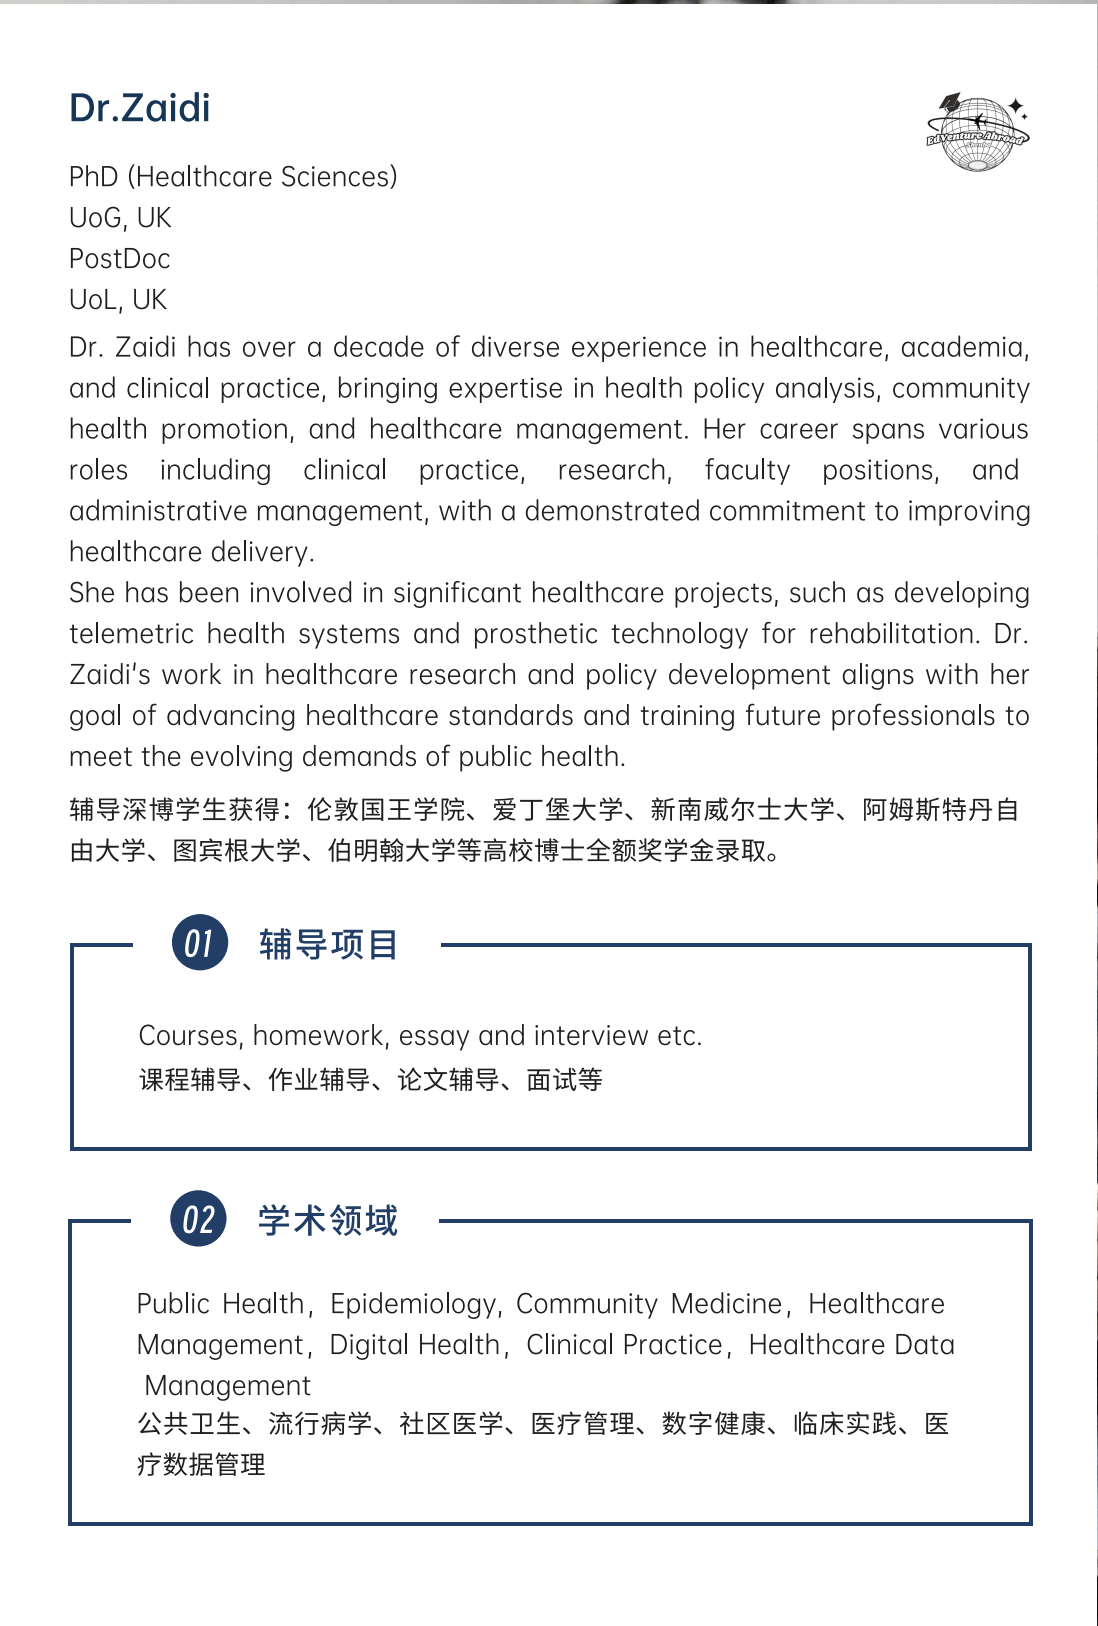 Dr.Zaidi
EdVenture Abroad
PhD (Healthcare Sciences)
UoG, UK
PostDoc
UoL, UK
Dr. Zaidi has over a decade of diverse experience in healthcare, academia,
and clinical practice, bringing expertise in health policy analysis, community
health promotion, and healthcare management. Her career spans various
roles including clinical practice, research, faculty positions, and
administrative management, with a demonstrated commitment to improving
healthcare delivery.
She has been involved in significant healthcare projects, such as developing
telemetric health systems and prosthetic technology for rehabilitation. Dr.
Zaidi's work in healthcare research and policy development aligns with her
goal of advancing healthcare standards and training future professionals to
meet the evolving demands of public health.
辅导深博学生获得：伦敦国王学院、爱丁堡大学、新南威尔士大学、阿姆斯特丹自
由大学、图宾根大学、伯明翰大学等高校博士全额奖学金录取。
01 辅导项目
Courses, homework, essay and interview etc.
课程辅导、作业辅导、论文辅导、面试等
02 学术领域
Public Health，Epidemiology, Community Medicine，Healthcare
Management，Digital Health，Clinical Practice，Healthcare Data
Management
公共卫生、流行病学、社区医学、医疗管理、数字健康、临床实践、医
疗数据管理